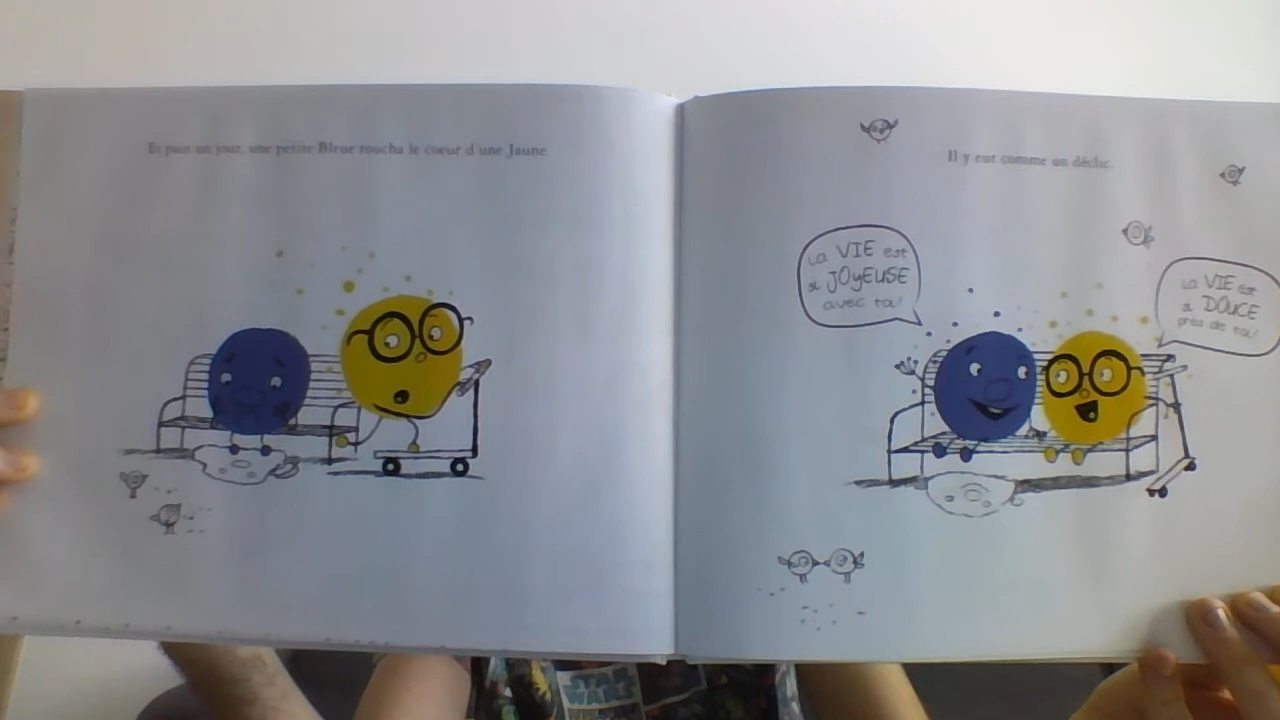 Et puis un jour, une petite Bleue toucha le coeur d'une Jaune
Il y eut comme un déclic.
La VIE est
si JOYEUSE
avec toi!
La VIE est
si DOUCE
près de toi!
STAR
WARS